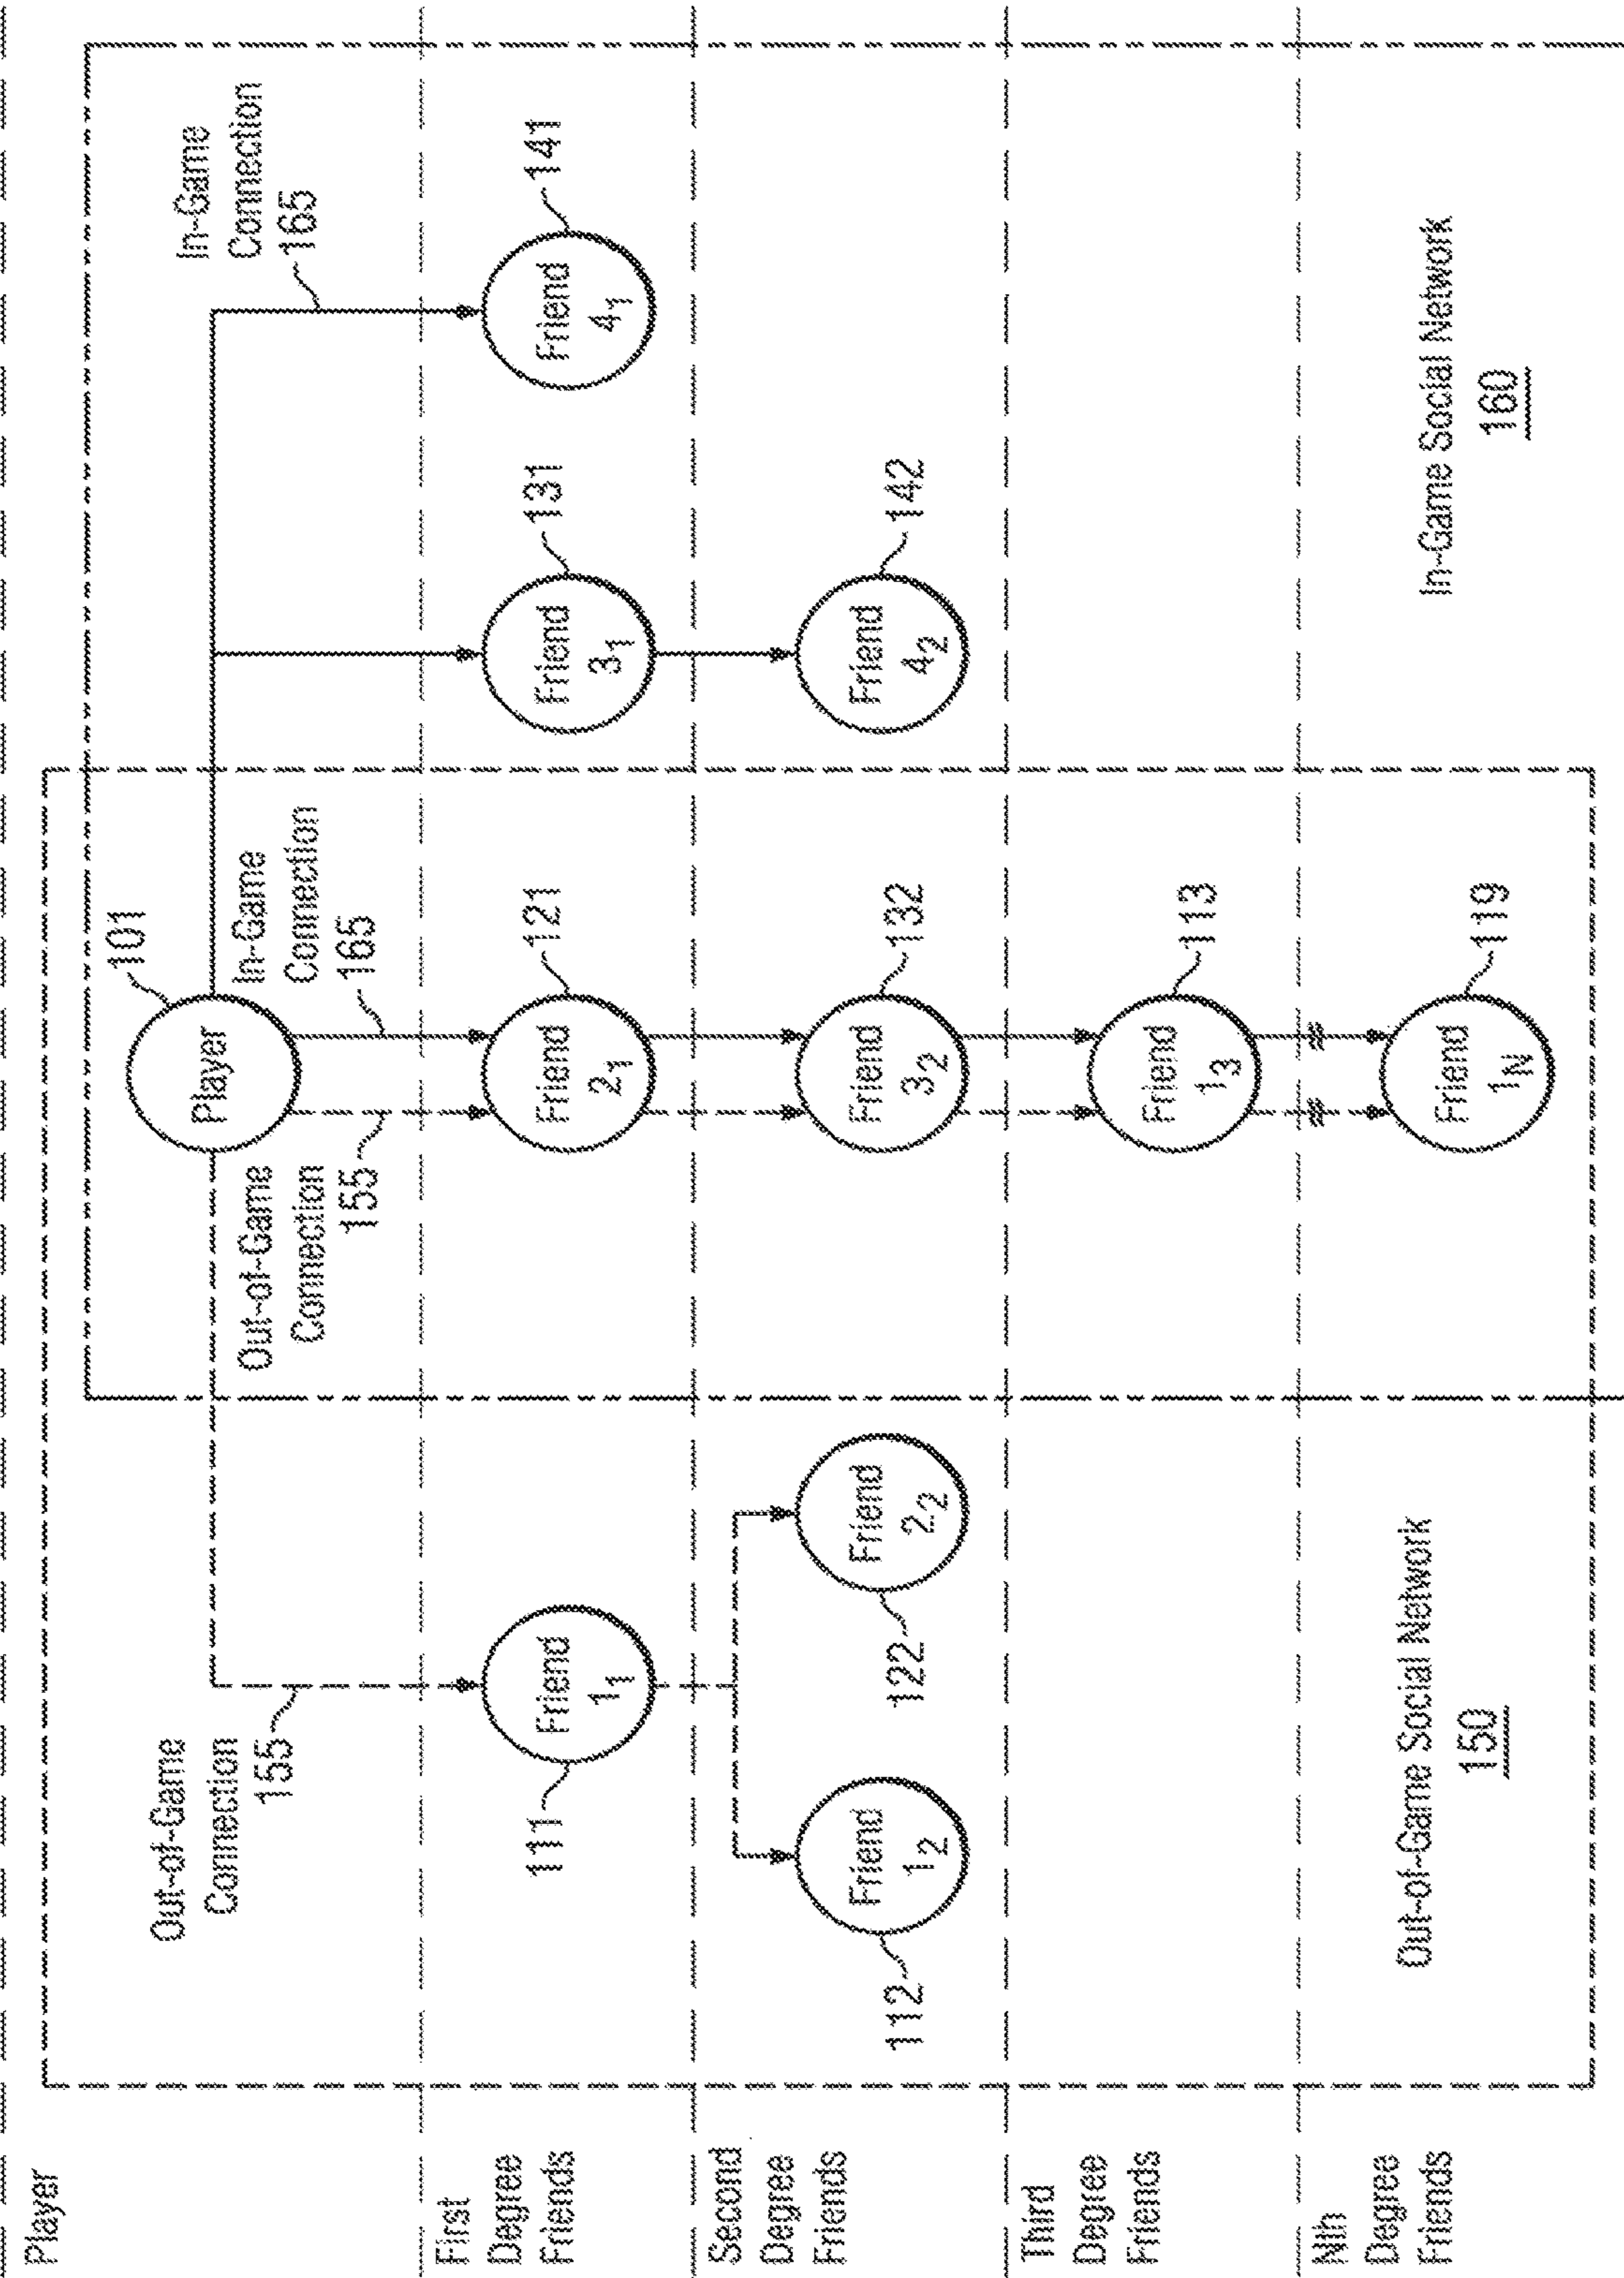 Player
Out-of-Game
Connection
155
101
Player
Out-of-Game
Connection
155
In-Game
Connection
165
In-Game
Connection
165
First
Degree
Friends
111
Friend
1₁
Friend
2₁
121
Friend
3₁
131
Friend
4₁
141
Second
Degree
Friends
112
Friend
1₂
122
Friend
2₂
Friend
3₂
132
Friend
4₂
142
Third
Degree
Friends
Friend
1₃
113
Nth
Degree
Friends
Out-of-Game Social Network
150
Friend
1N
119
In-Game Social Network
160